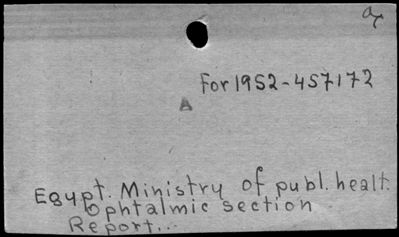 For 1952-457172
A
Egypt. Ministry of publ. healt.
Ophtalmic section
Report...